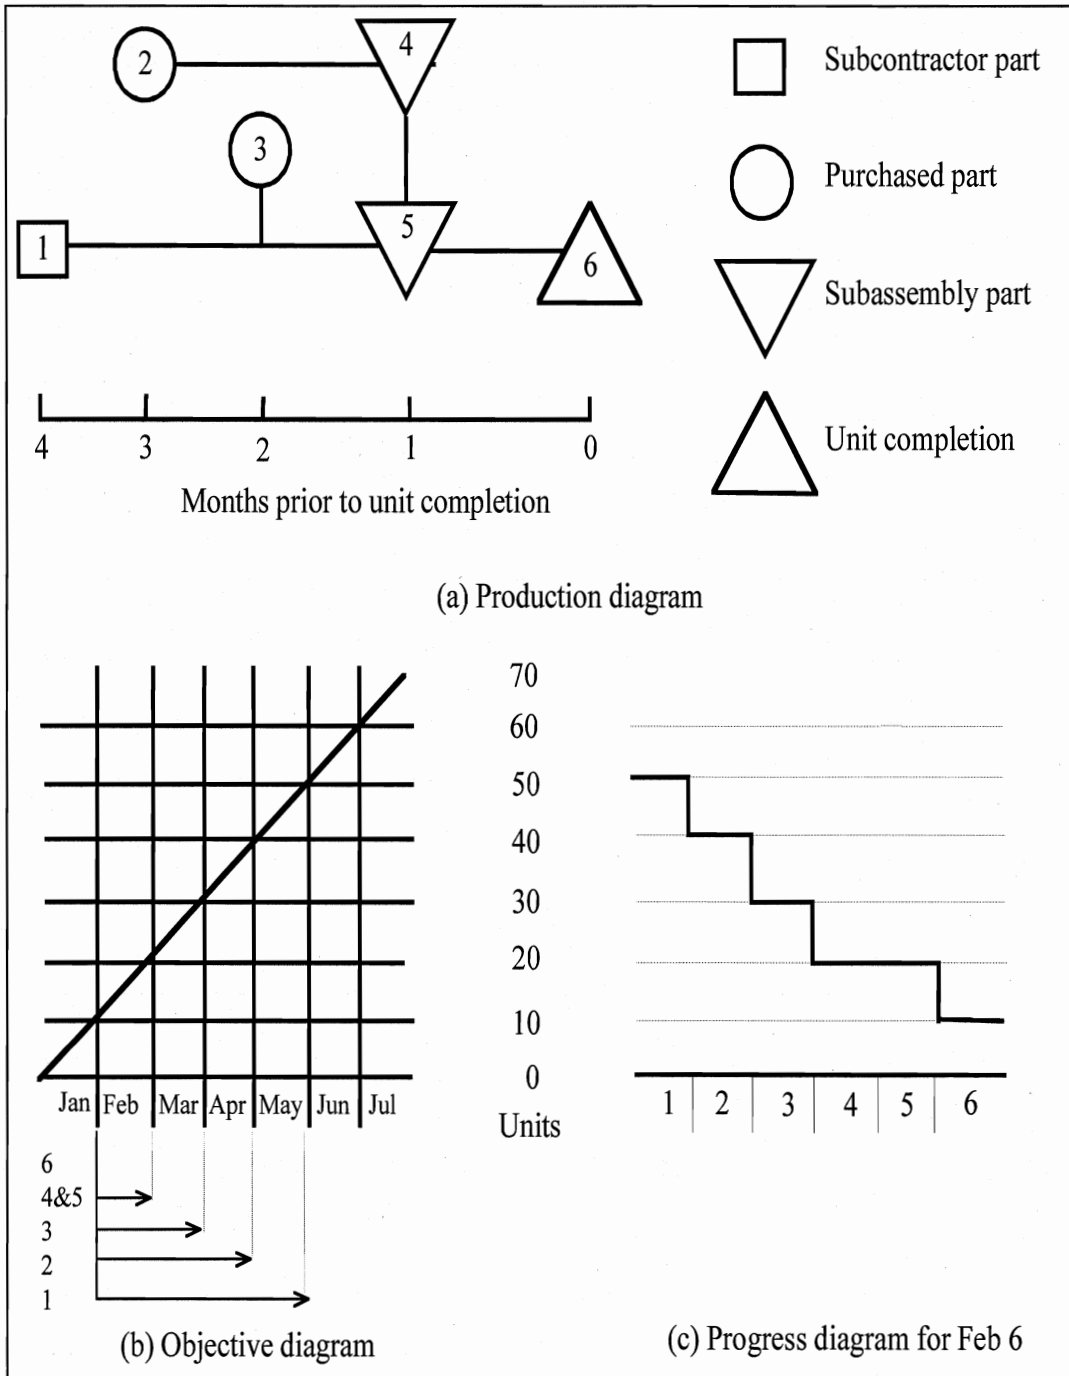 2
4
3
1
5
6
Subcontractor part
Purchased part
Subassembly part
Unit completion
4 3 2 1 0
Months prior to unit completion
(a) Production diagram
70
60
50
40
30
20
10
0
Units
Jan Feb Mar Apr May Jun Jul
6
4&5
3
2
1
(b) Objective diagram
1 2 3 4 5 6
(c) Progress diagram for Feb 6